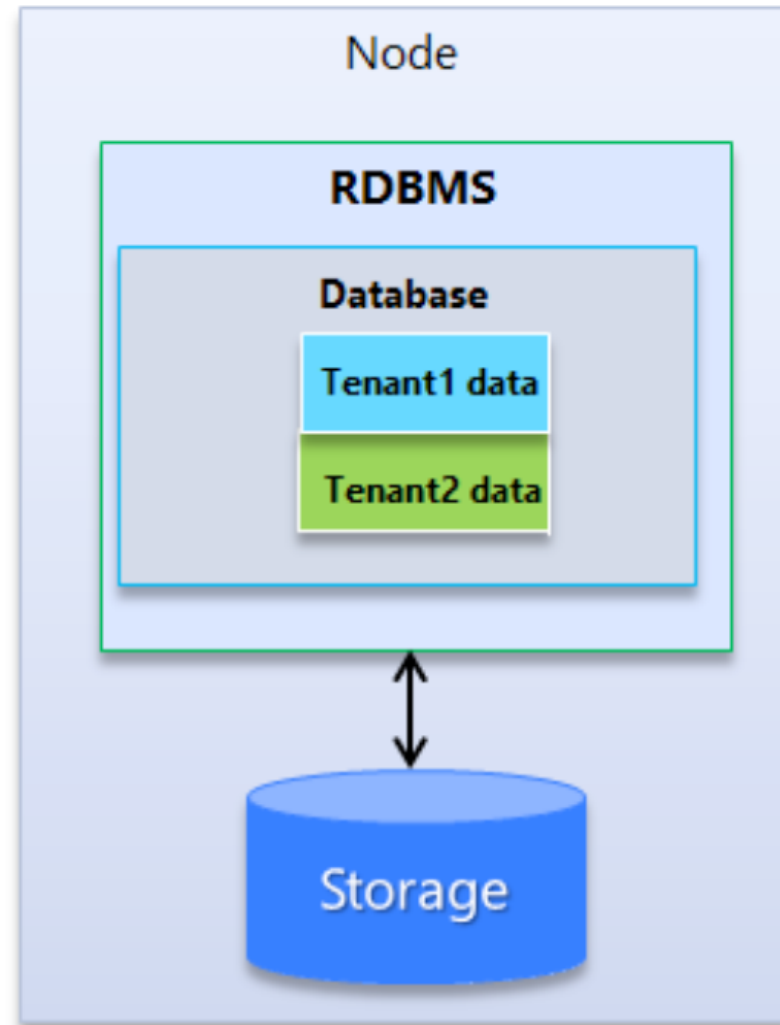 Node
RDBMS
Database
Tenant1 data
Tenant2 data
Storage